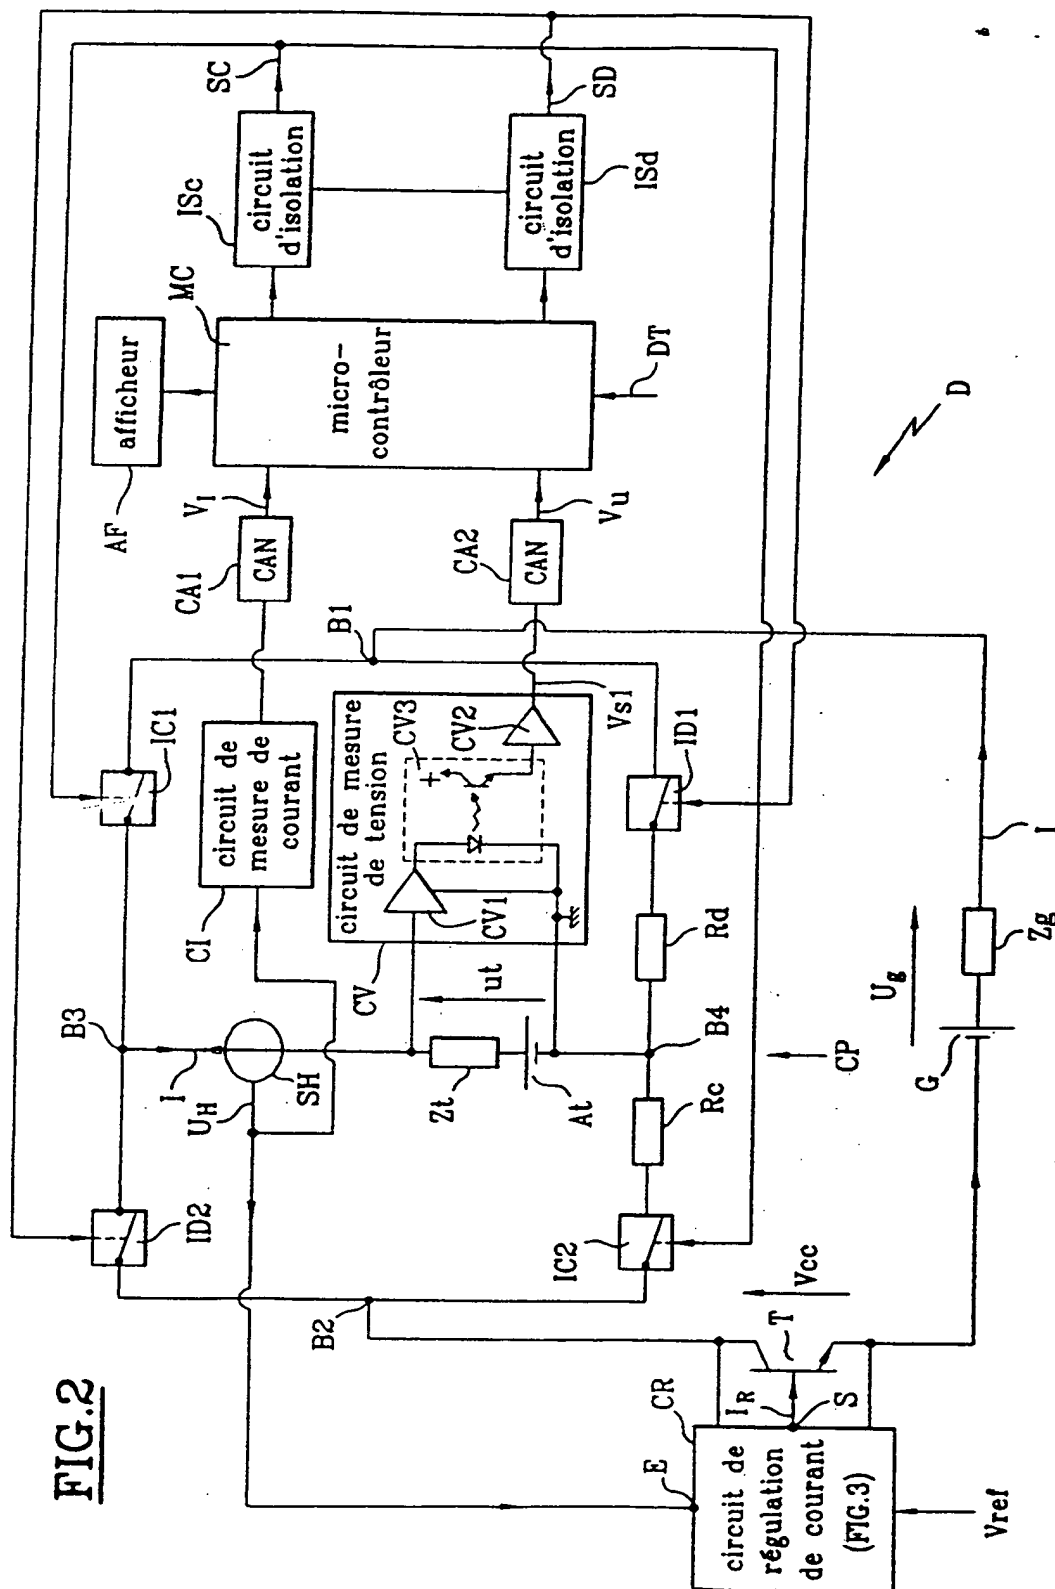 FIG.2
AF
afficheur
MC
micro-
contrôleur
DT
ISc
circuit
d'isolation
SC
circuit
d'isolation
ISd
SD
VI
CA1
CAN
Vu
CA2
CAN
B1
IC1
CI
circuit de
mesure de
courant
circuit de mesure
de tension
CV3
+
CV2
CV1
CV
Vs1
ID1
B3
I
SH
UH
Zt
At
ut
Rd
B4
Rc
CP
ID2
IC2
B2
Vcc
T
IR
S
CR
E
circuit de
régulation
de courant
(FIG.3)
Vref
G
Ug
Zg
I
D